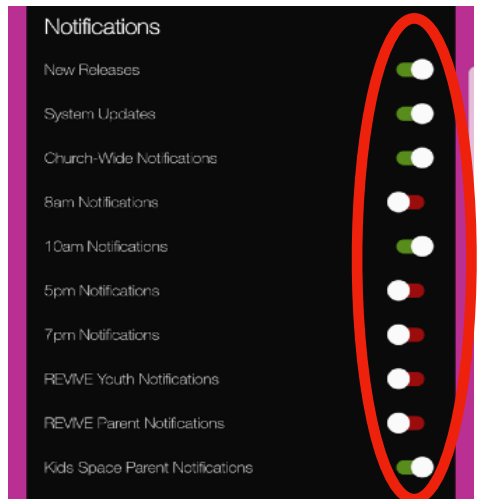 Notifications
New Releases
System Updates
Church-Wide Notifications
8am Notifications
10am Notifications
5pm Notifications
7pm Notifications
REVIVE Youth Notifications
REVIVE Parent Notifications
Kids Space Parent Notifications